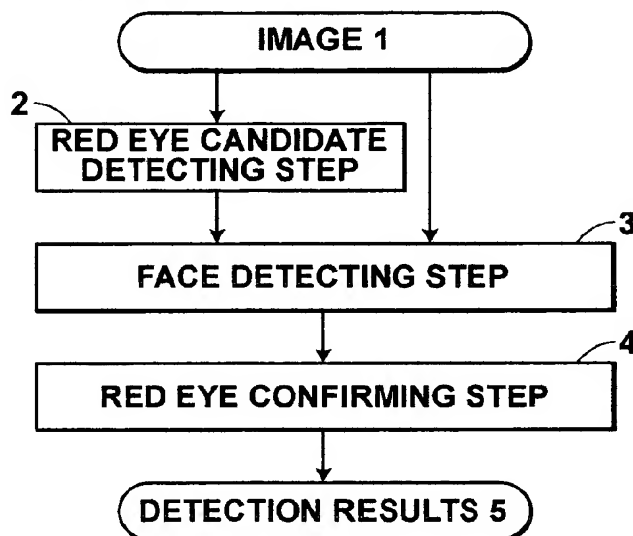 IMAGE 1
2
RED EYE CANDIDATE
DETECTING STEP
3
FACE DETECTING STEP
4
RED EYE CONFIRMING STEP
DETECTION RESULTS 5